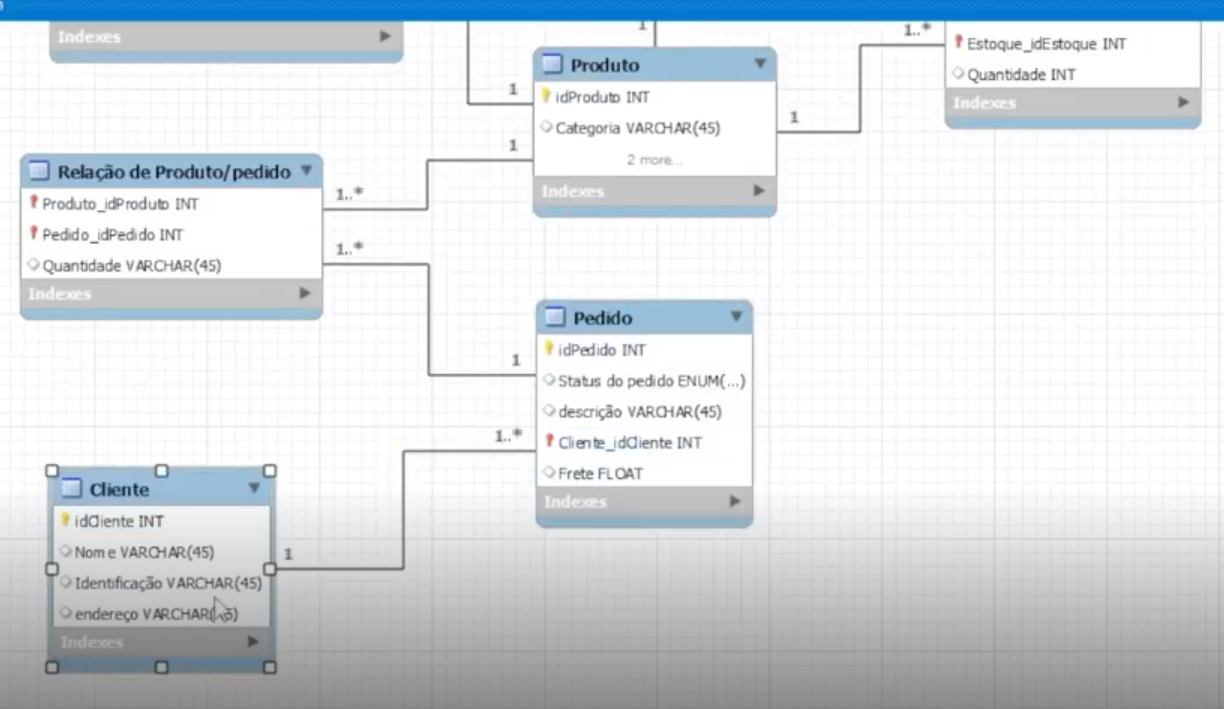 Indexes
1
1..*
Estoque_idEstoque INT
Quantidade INT
Indexes
Produto
1
idProduto INT
Categoria VARCHAR(45)
1
2 more...
1
Indexes
Relação de Produto/pedido
Produto_idProduto INT
1..*
Pedido_idPedido INT
Quantidade VARCHAR(45)
1..*
Indexes
Pedido
idPedido INT
1
Status do pedido ENUM(...)
descrição VARCHAR(45)
1..*
Cliente_idCliente INT
Frete FLOAT
Indexes
Cliente
idCliente INT
Nome VARCHAR(45)
1
Identificação VARCHAR(45)
endereço
Indexes